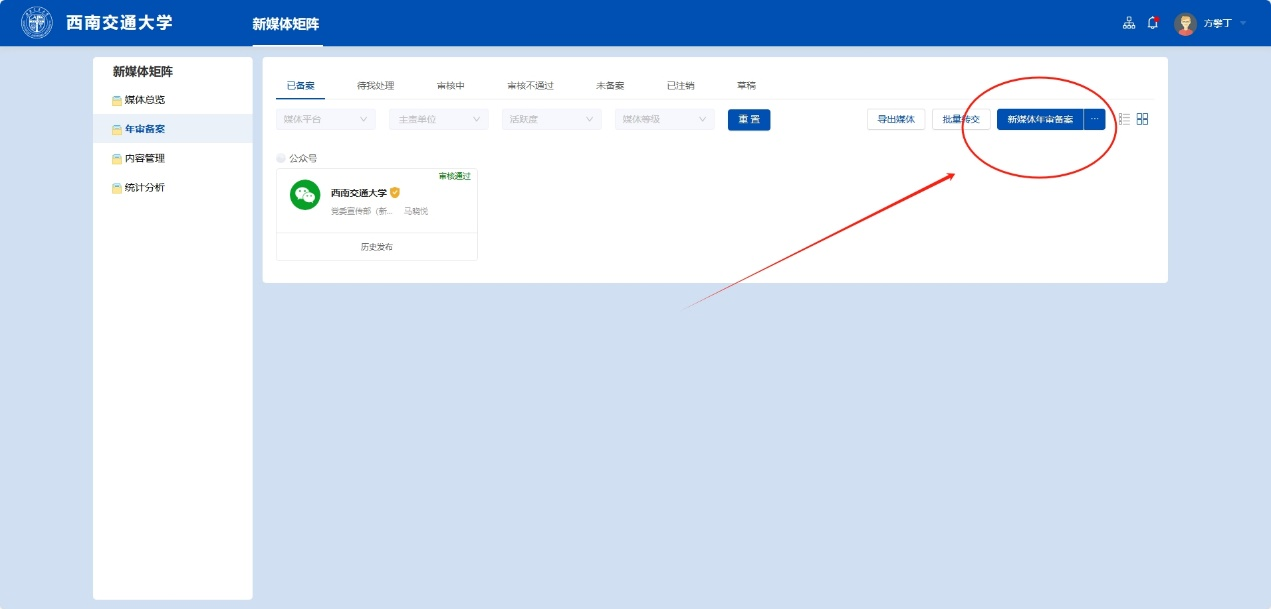 西南交通大学 新媒体矩阵 方攀丁
新媒体矩阵
媒体总览
年审备案
内容管理
统计分析
已备案 待我处理 审核中 审核不通过 未备案 已注销 草稿
媒体平台 主责单位 活跃度 媒体等级 重置 导出媒体 批量转交 新媒体年审备案 ...
公众号
审核通过
西南交通大学
党委宣传部（新... 马晓悦
历史发布